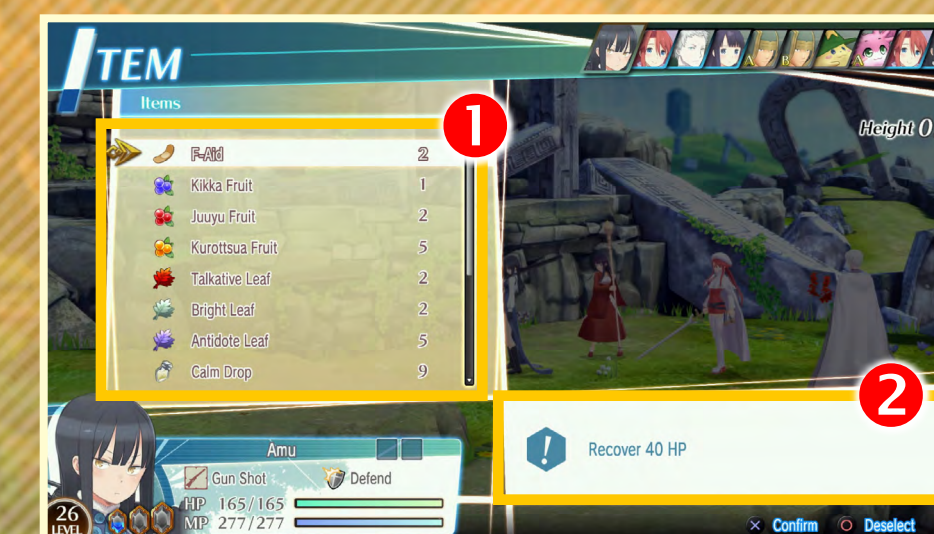 ITEM
Items
1
Height 0
F-Aid 2
Kikka Fruit 1
Juuyu Fruit 2
Kurottsua Fruit 5
Talkative Leaf 2
Bright Leaf 2
Antidote Leaf 5
Calm Drop 9
2
Recover 40 HP
Amu
Gun Shot Defend
HP 165/165
MP 277/277
26
LEVEL
Confirm Deselect
A B A